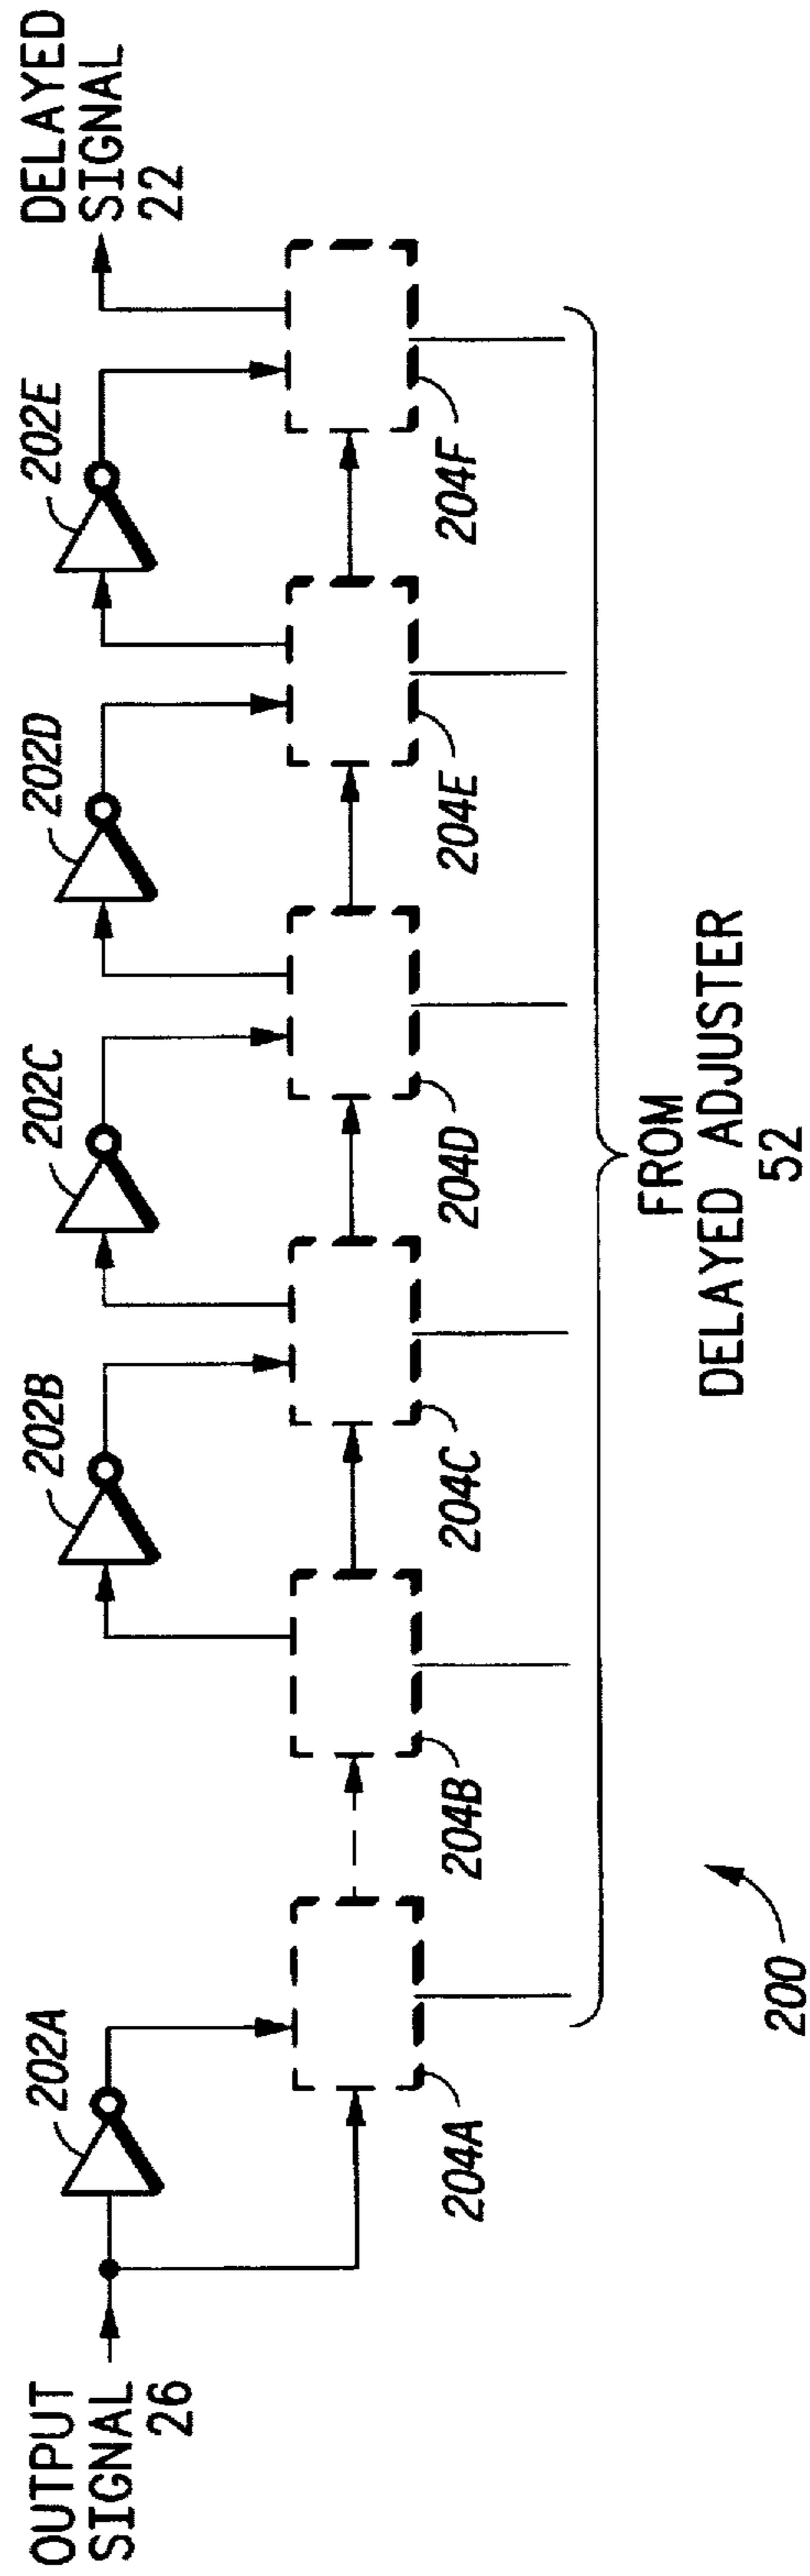 OUTPUT
SIGNAL
26
202A
202B
202C
202D
202E
DELAYED
SIGNAL
22
204A
204B
204C
204D
204E
204F
FROM
DELAYED ADJUSTER
52
200